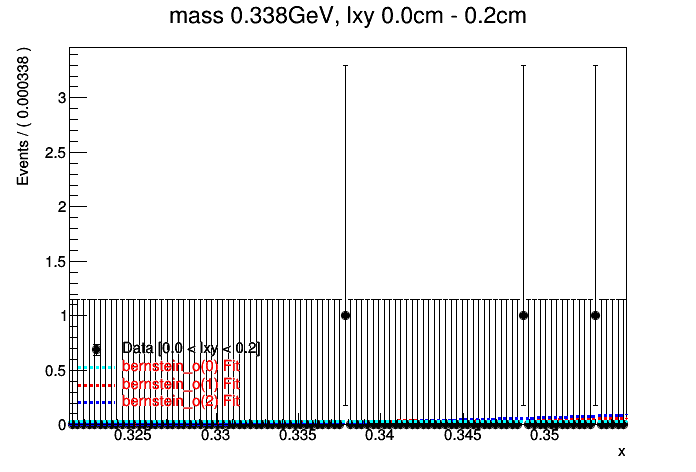 mass 0.338GeV, lxy 0.0cm - 0.2cm
Events / ( 0.000338 )
3
2.5
2
1.5
1
0.5
0
Data [0.0 < lxy < 0.2]
bernstein_o(0) Fit
bernstein_o(1) Fit
bernstein_o(2) Fit
0.325 0.33 0.335 0.34 0.345 0.35
x